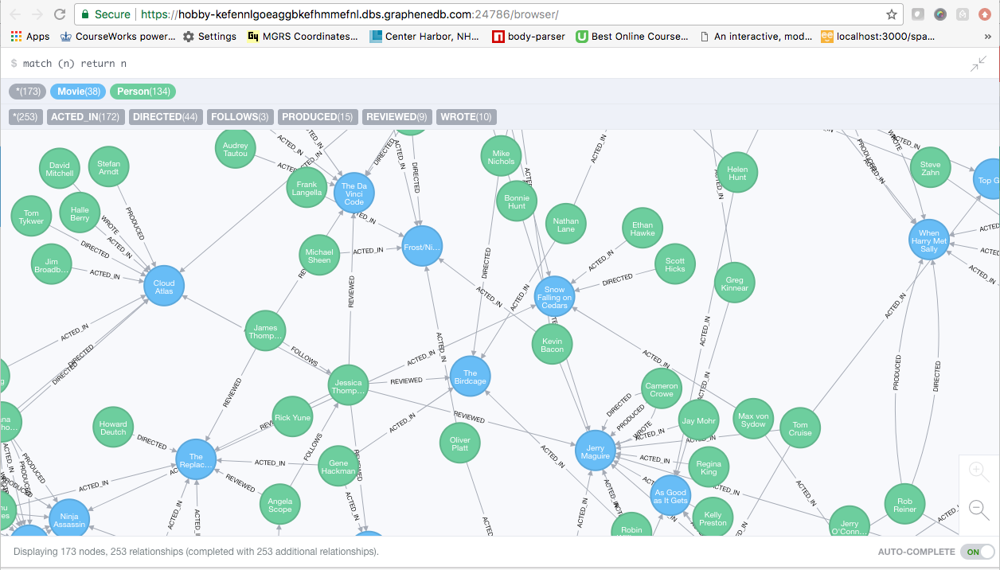 Secure | https://hobby-kefennlgoeaggbkefhmmefnl.dbs.graphenedb.com:24786/browser/
Apps CourseWorks power... Settings MGRS Coordinates... Center Harbor, NH... body-parser Best Online Course... An interactive, mod... localhost:3000/spa... »
$ match (n) return n
*(173) Movie(38) Person(134)
*(253) ACTED_IN(172) DIRECTED(44) FOLLOWS(3) PRODUCED(15) REVIEWED(9) WROTE(10)
Audrey Tautou
David Mitchell
Stefan Arndt
Frank Langella
The Da Vinci Code
Mike Nichols
Bonnie Hunt
Nathan Lane
Helen Hunt
Steve Zahn
Top G
Tom Tykwer
Halle Berry
Jim Broadb...
Cloud Atlas
Michael Sheen
Frost/Ni...
Ethan Hawke
Scott Hicks
When Harry Met Sally
Snow Falling on Cedars
Greg Kinnear
James Thomp...
Kevin Bacon
Jessica Thomp...
The Birdcage
Cameron Crowe
Howard Deutch
Rick Yune
Jay Mohr
Max von Sydow
Tom Cruise
Oliver Platt
Jerry Maguire
The Replac...
Gene Hackman
Regina King
As Good as It Gets
Angela Scope
Kelly Preston
Rob Reiner
Ninja Assassin
Robin
Jerry O'Conn...
ACTED_IN
DIRECTED
PRODUCED
WROTE
REVIEWED
FOLLOWS
Displaying 173 nodes, 253 relationships (completed with 253 additional relationships).
AUTO-COMPLETE ON